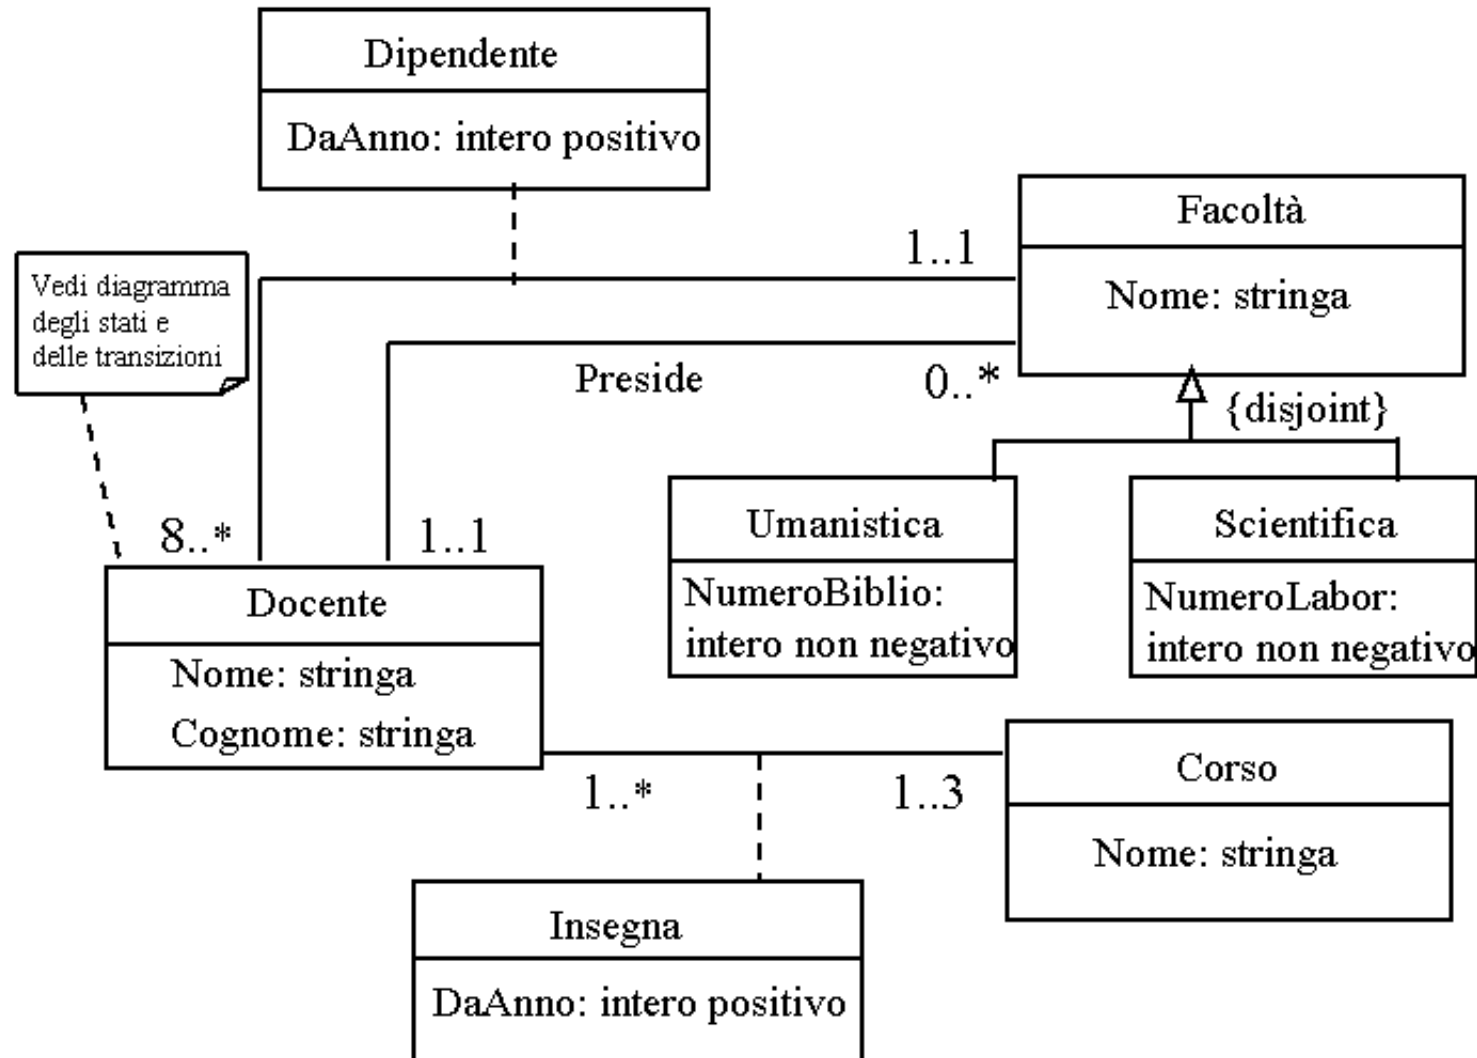 Dipendente
DaAnno: intero positivo
Facoltà
Nome: stringa
1..1
Vedi diagramma
degli stati e
delle transizioni
Preside
0..*
{disjoint}
8..*
1..1
Umanistica
NumeroBiblio:
intero non negativo
Scientifica
NumeroLabor:
intero non negativo
Docente
Nome: stringa
Cognome: stringa
1..*
1..3
Corso
Nome: stringa
Insegna
DaAnno: intero positivo